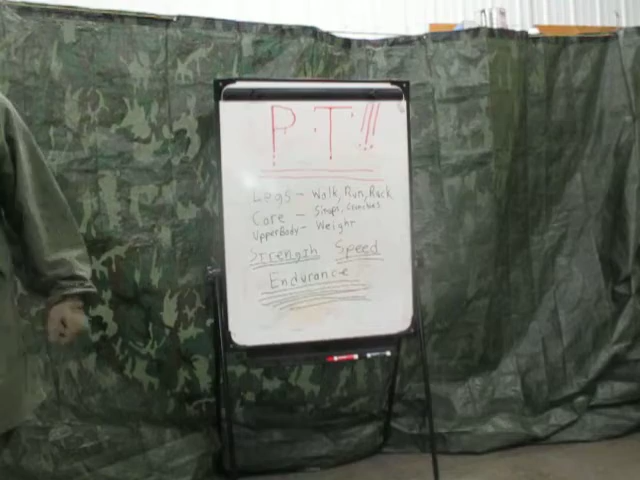 P.T!!!
Legs - Walk, Run, Ruck
Core - Situps, Crunches
Upper Body - Weight
Strength Speed
Endurance